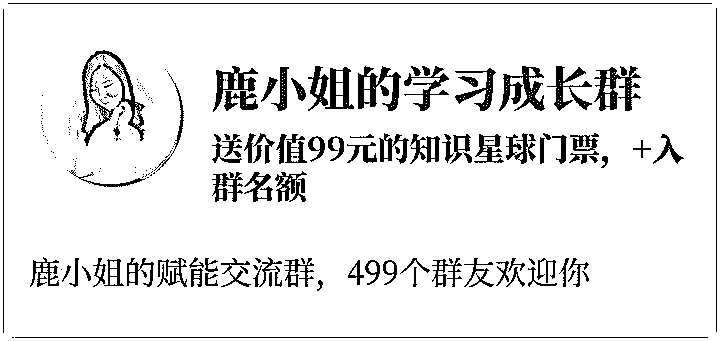 鹿小姐的学习成长群
送价值99元的知识星球门票，+入
群名额
鹿小姐的赋能交流群，499个群友欢迎你